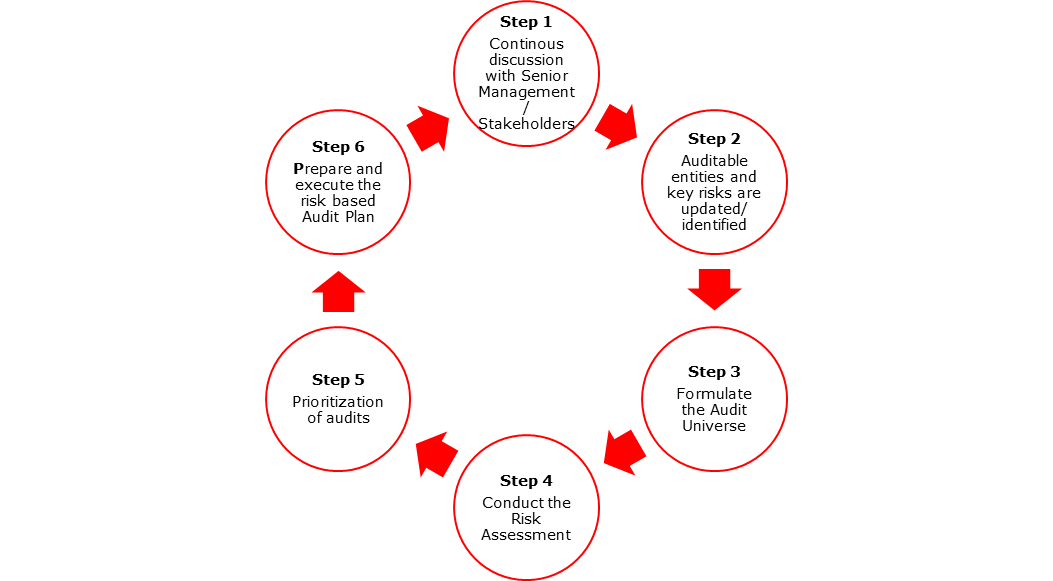 Step 1
Continous
discussion
with Senior
Management
/
Stakeholders
Step 2
Auditable
entities and
key risks are
updated/
identified
Step 3
Formulate
the Audit
Universe
Step 4
Conduct the
Risk
Assessment
Step 5
Prioritization
of audits
Step 6
Prepare and
execute the
risk based
Audit Plan